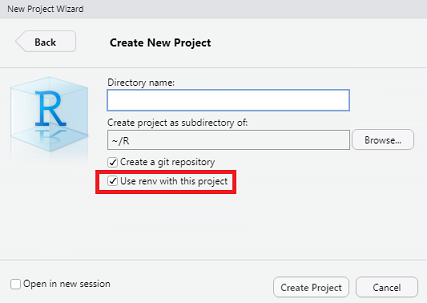 New Project Wizard
Back
Create New Project
Directory name:
R
Create project as subdirectory of:
~/R
Browse...
Create a git repository
Use renv with this project
Open in new session
Create Project
Cancel